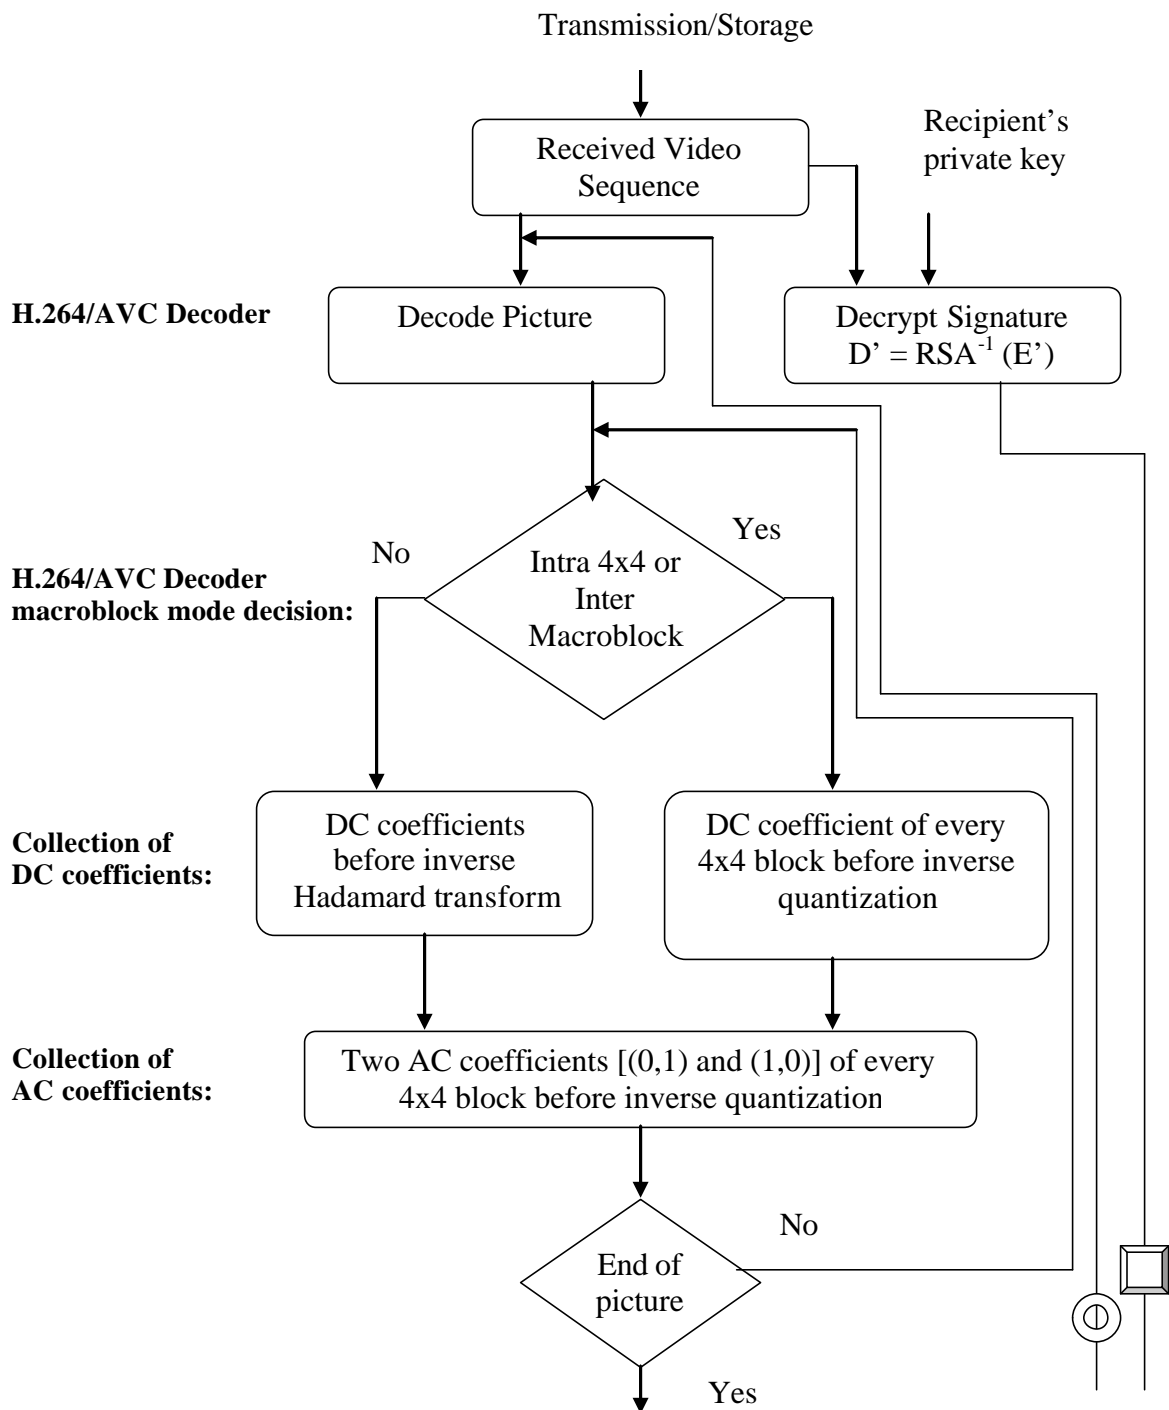 Transmission/Storage
Received Video
Sequence
Recipient’s
private key
H.264/AVC Decoder
Decode Picture
Decrypt Signature
D’ = RSA⁻¹ (E’)
No
Yes
H.264/AVC Decoder
macroblock mode decision:
Intra 4x4 or
Inter
Macroblock
Collection of
DC coefficients:
DC coefficients
before inverse
Hadamard transform
DC coefficient of every
4x4 block before inverse
quantization
Collection of
AC coefficients:
Two AC coefficients [(0,1) and (1,0)] of every
4x4 block before inverse quantization
No
End of
picture
Yes